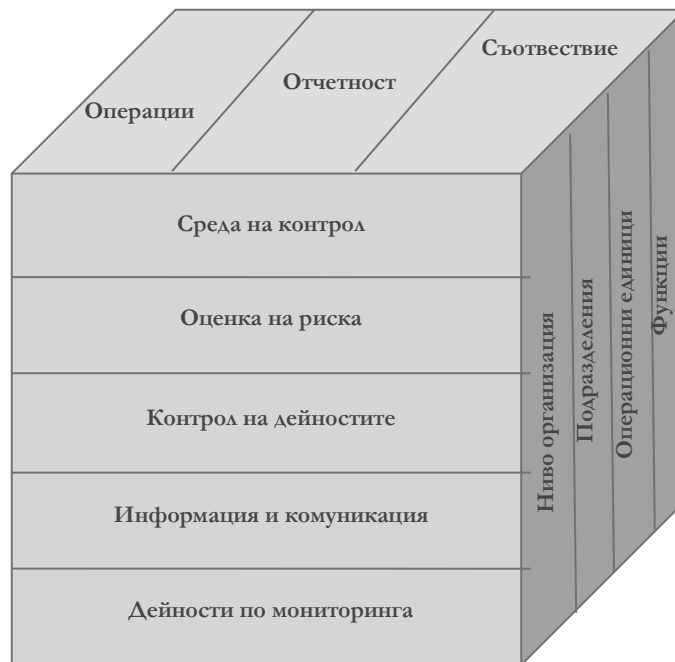 Операции
Отчетност
Съотвествие
Среда на контрол
Оценка на риска
Контрол на дейностите
Информация и комуникация
Дейности по мониторинга
Ниво организация
Подразделения
Операционни единици
Функции